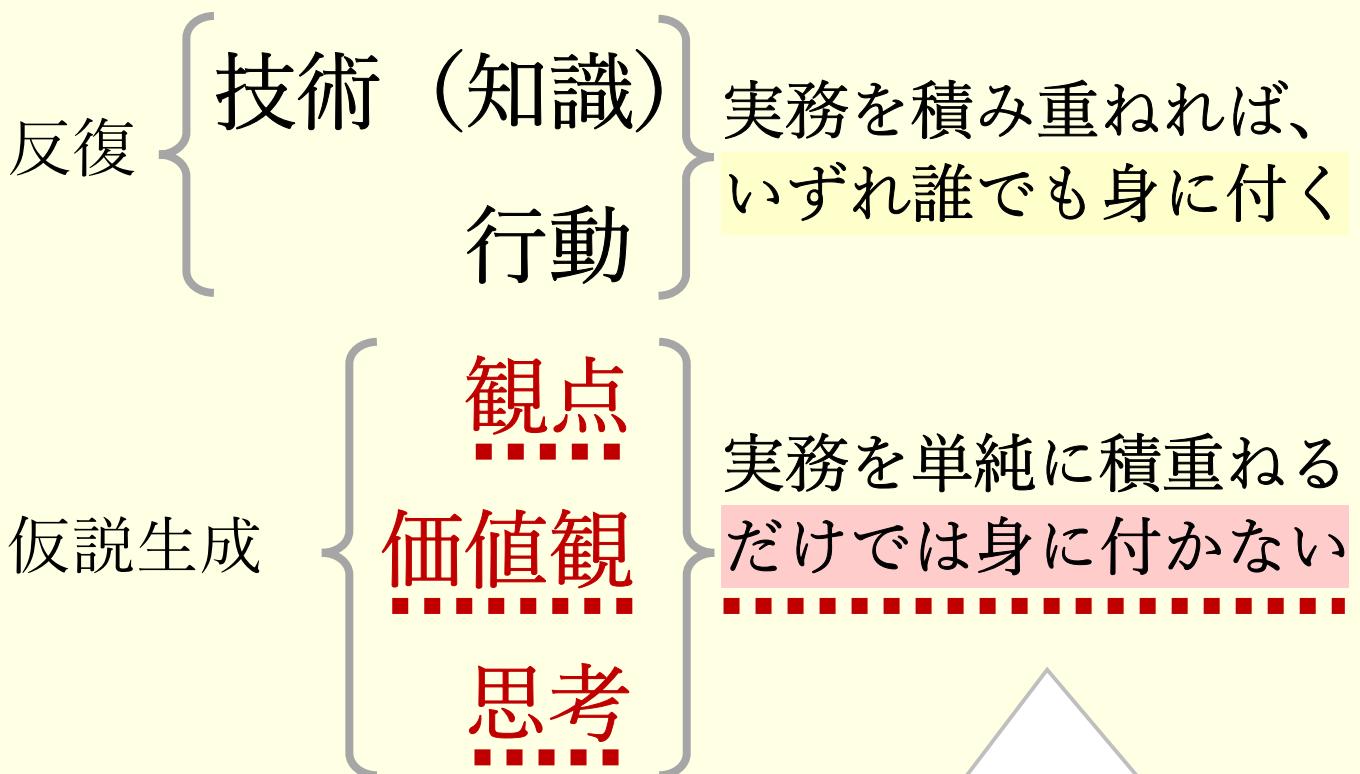 反復
技術（知識）
行動
実務を積み重ねれば、
いずれ誰でも身に付く
仮説生成
観点
価値観
思考
実務を単純に積重ねる
だけでは身に付かない